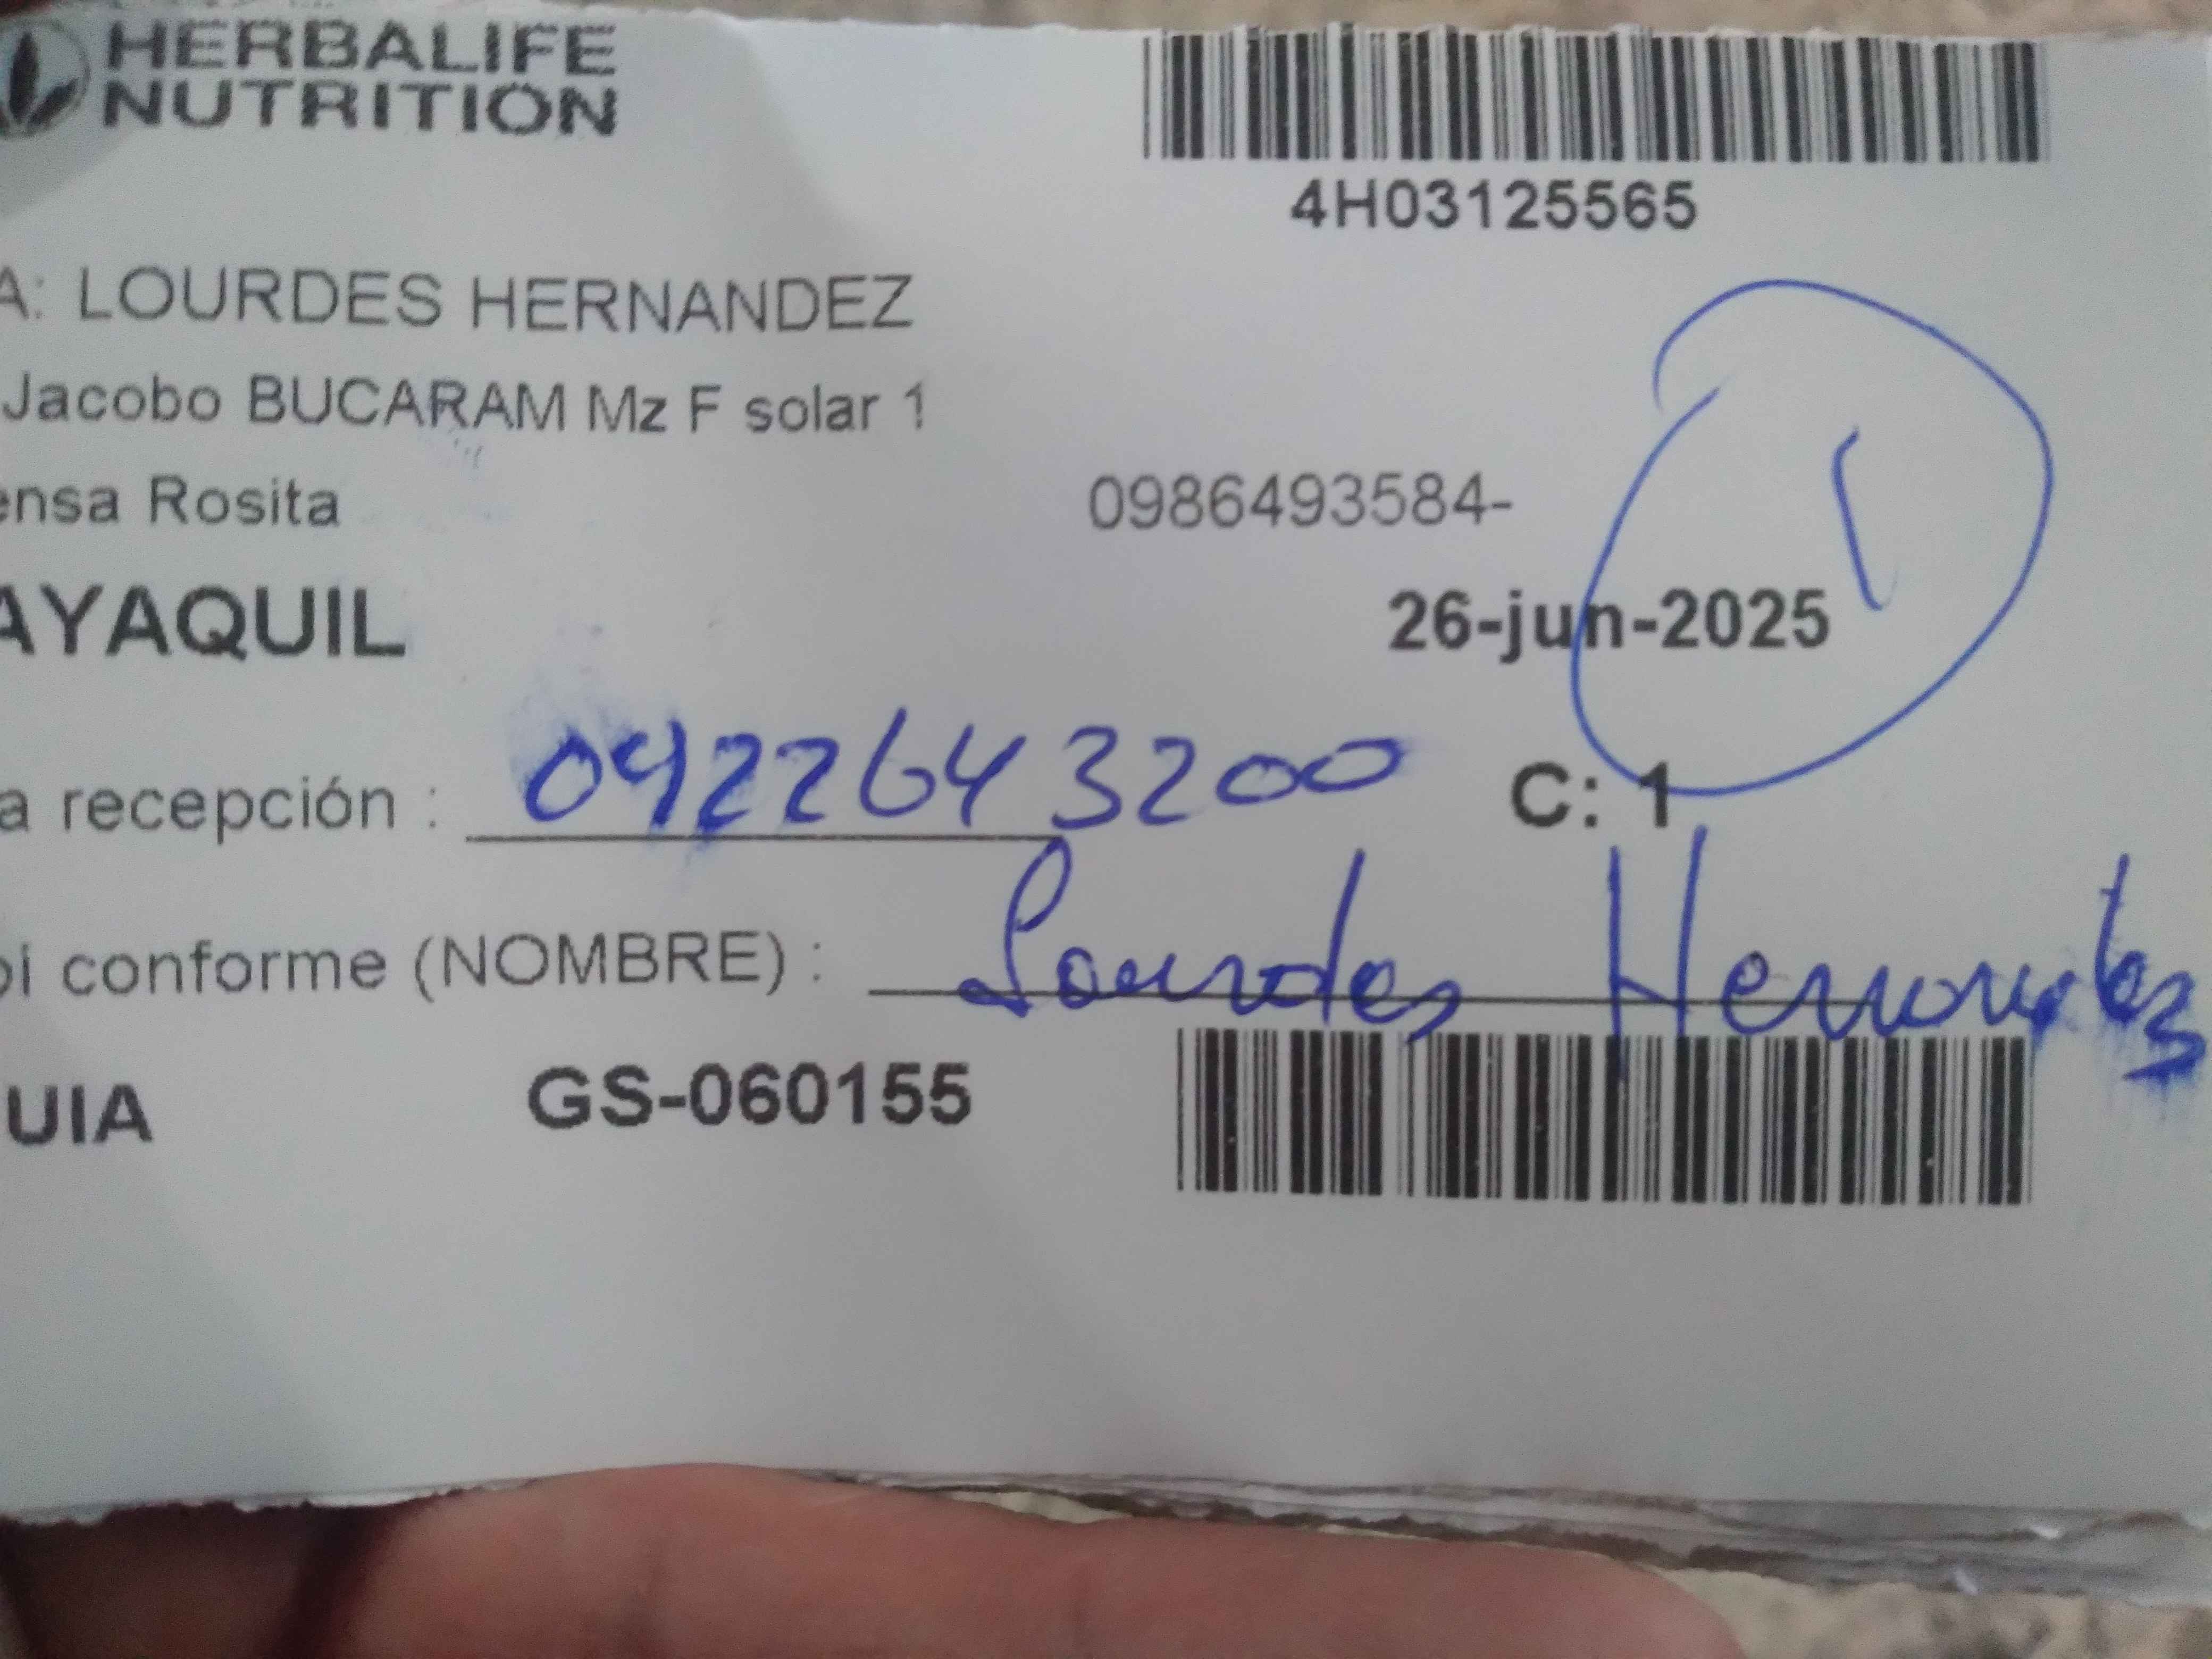 HERBALIFE
NUTRITION
4H03125565
A: LOURDES HERNANDEZ
Jacobo BUCARAM Mz F solar 1
ensa Rosita
0986493584-
1
AYAQUIL
26-jun-2025
a recepción : 0922643200
C: 1
bi conforme (NOMBRE) : Lourdes Hernandez
UIA
GS-060155